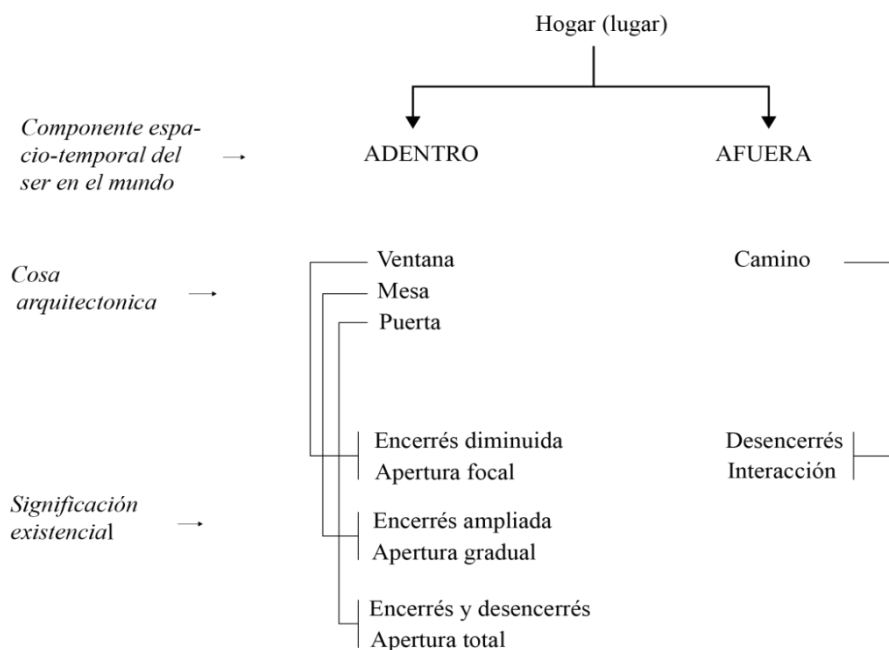 Hogar (lugar)
Componente espa-
cio-temporal del
ser en el mundo
ADENTRO
AFUERA
Cosa
arquitectonica
Ventana
Mesa
Puerta
Camino
Significación
existencial
Encerrés diminuida
Apertura focal
Encerrés ampliada
Apertura gradual
Encerrés y desencerrés
Apertura total
Desencerrés
Interacción